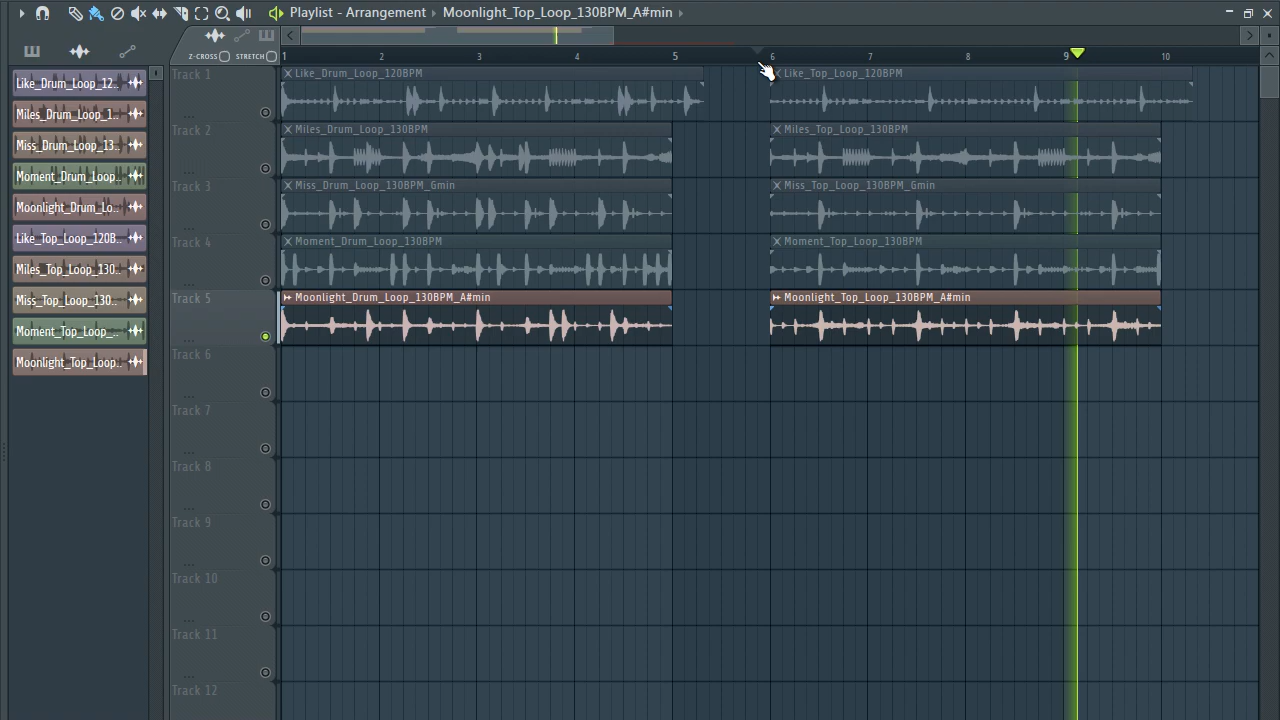 Playlist - Arrangement › Moonlight_Top_Loop_130BPM_A#min ›
Z-CROSS STRETCH
1 2 3 4 5 6 7 8 9 10
Like_Drum_Loop_12..
Miles_Drum_Loop_1..
Miss_Drum_Loop_13..
Moment_Drum_Loop..
Moonlight_Drum_Lo..
Like_Top_Loop_120B..
Miles_Top_Loop_130..
Miss_Top_Loop_130..
Moment_Top_Loop_..
Moonlight_Top_Loop..
Track 1
Like_Drum_Loop_120BPM
Like_Top_Loop_120BPM
Track 2
Miles_Drum_Loop_130BPM
Miles_Top_Loop_130BPM
Track 3
Miss_Drum_Loop_130BPM_Gmin
Miss_Top_Loop_130BPM_Gmin
Track 4
Moment_Drum_Loop_130BPM
Moment_Top_Loop_130BPM
Track 5
Moonlight_Drum_Loop_130BPM_A#min
Moonlight_Top_Loop_130BPM_A#min
Track 6
Track 7
Track 8
Track 9
Track 10
Track 11
Track 12